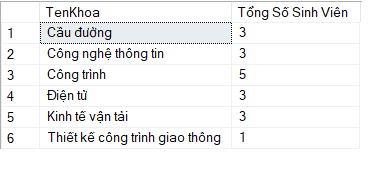 TenKhoa Tổng Số Sinh Viên
1 Cầu đường 3
2 Công nghệ thông tin 3
3 Công trình 5
4 Điện tử 3
5 Kinh tế vận tải 3
6 Thiết kế công trình giao thông 1